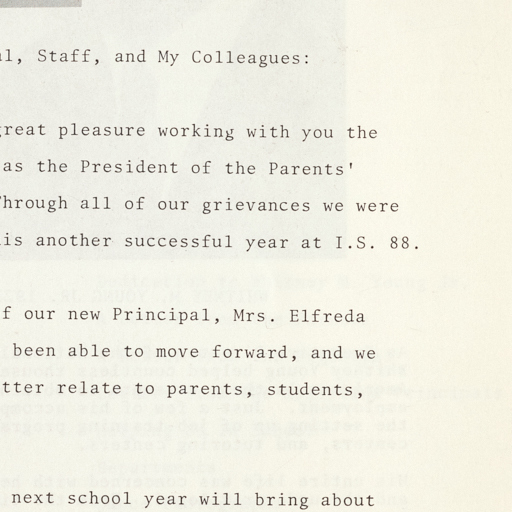 al, Staff, and My Colleagues:
great pleasure working with you the
as the President of the Parents'
Through all of our grievances we were
is another successful year at I.S. 88.
f our new Principal, Mrs. Elfreda
been able to move forward, and we
tter relate to parents, students,
next school year will bring about